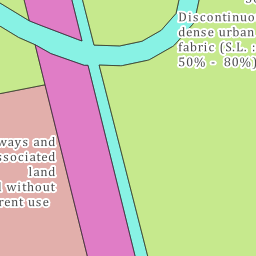 Discontinuo
dense urban
fabric (S.L. :
50% - 80%)
ways and
ssociated
land
d without
rent use